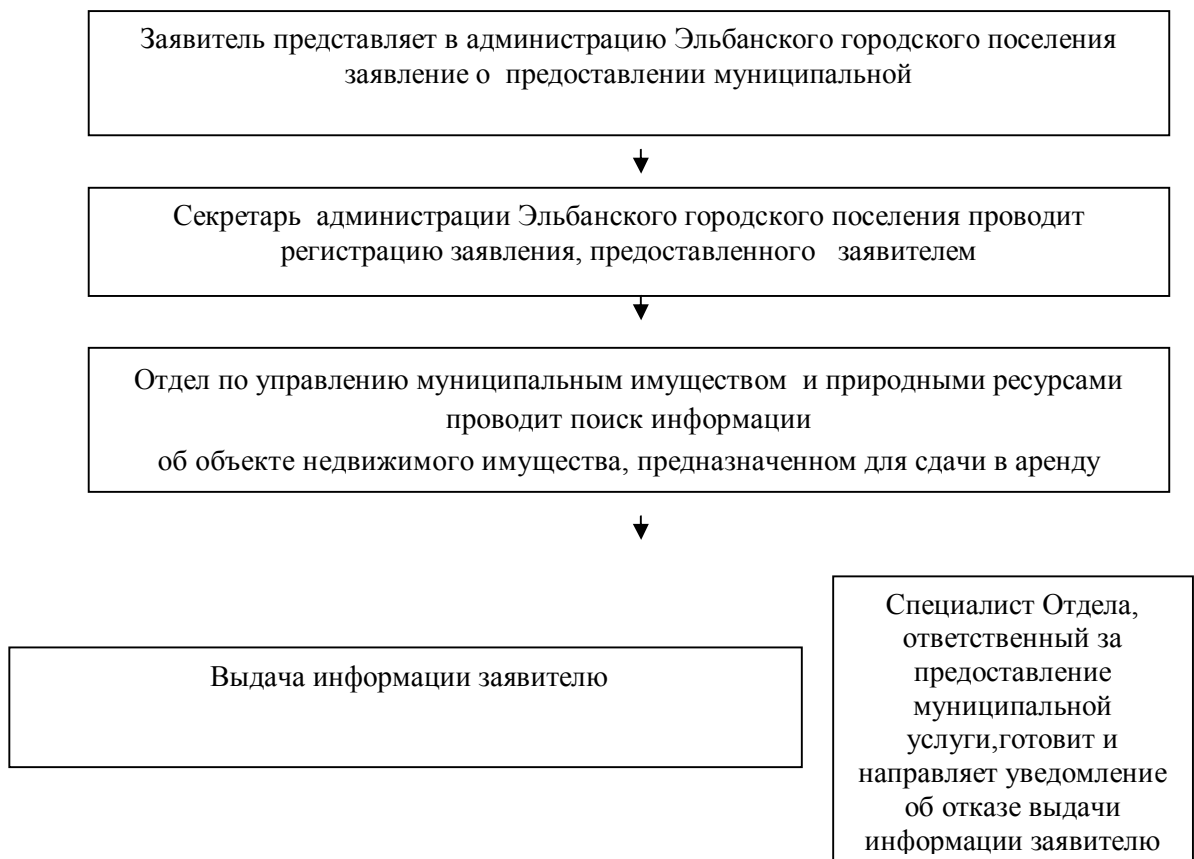 Заявитель представляет в администрацию Эльбанского городского поселения
заявление о предоставлении муниципальной
Секретарь администрации Эльбанского городского поселения проводит
регистрацию заявления, предоставленного заявителем
Отдел по управлению муниципальным имуществом и природными ресурсами
проводит поиск информации
об объекте недвижимого имущества, предназначенном для сдачи в аренду
Выдача информации заявителю
Специалист Отдела,
ответственный за
предоставление
муниципальной
услуги,готовит и
направляет уведомление
об отказе выдачи
информации заявителю